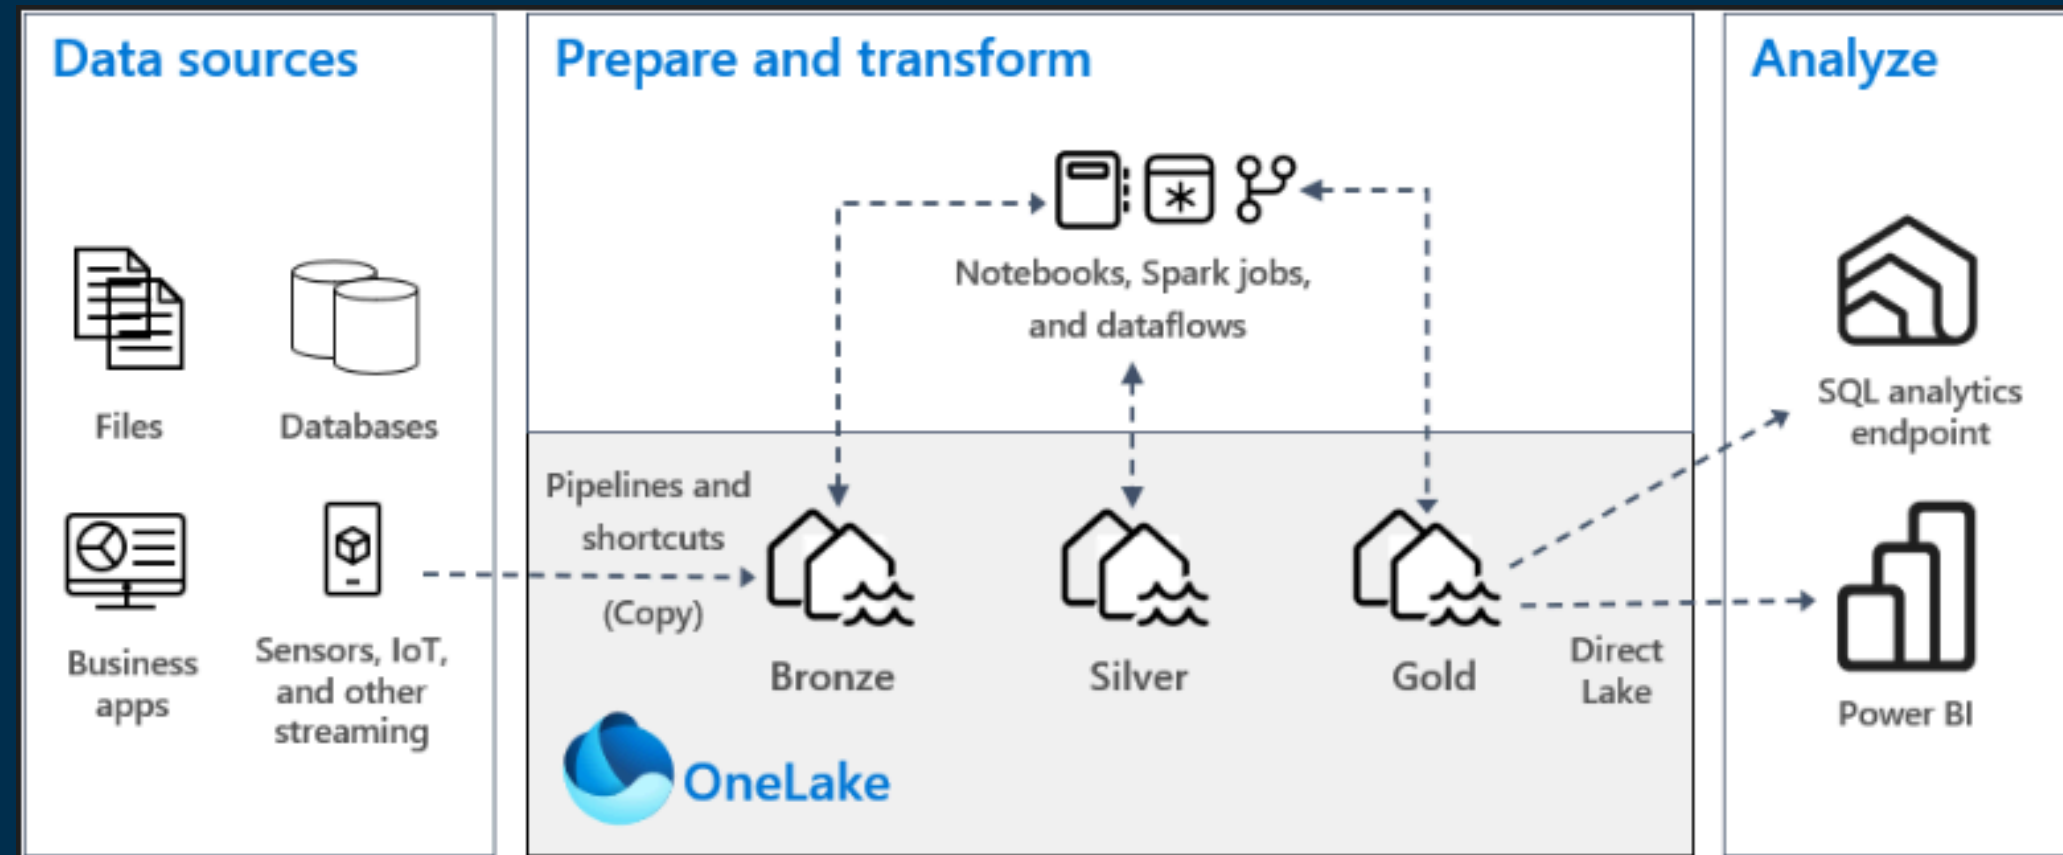 Data sources
Files
Databases
Business
apps
Sensors, IoT,
and other
streaming
Prepare and transform
Notebooks, Spark jobs,
and dataflows
Pipelines and
shortcuts
(Copy)
Bronze
Silver
Gold
Direct
Lake
OneLake
Analyze
SQL analytics
endpoint
Power BI